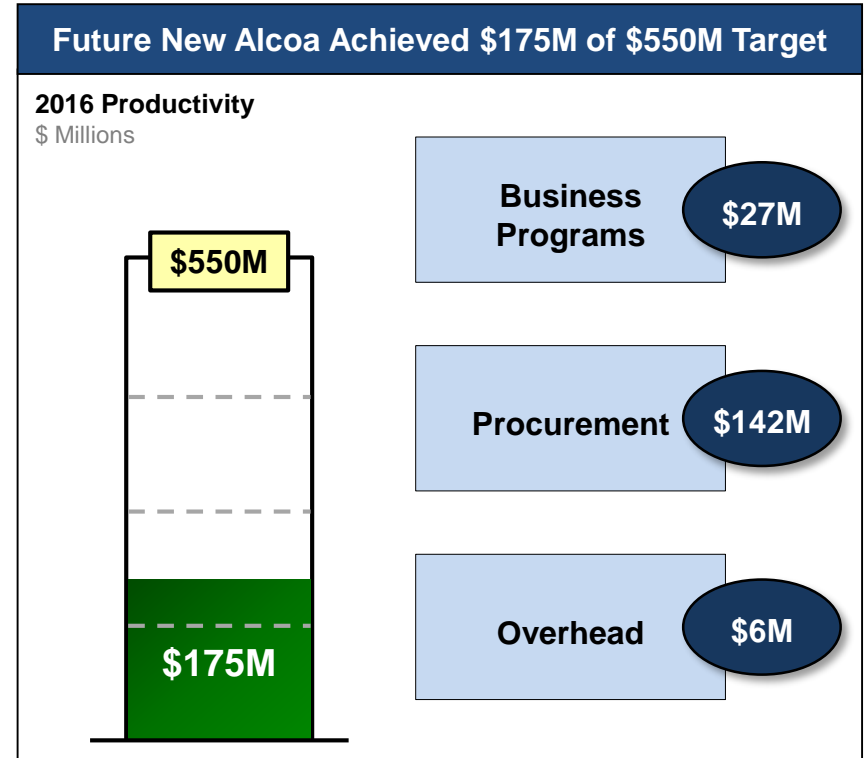 Future New Alcoa Achieved $175M of $550M Target
2016 Productivity
$ Millions
$550M
$175M
Business
Programs
$27M
Procurement
$142M
Overhead
$6M